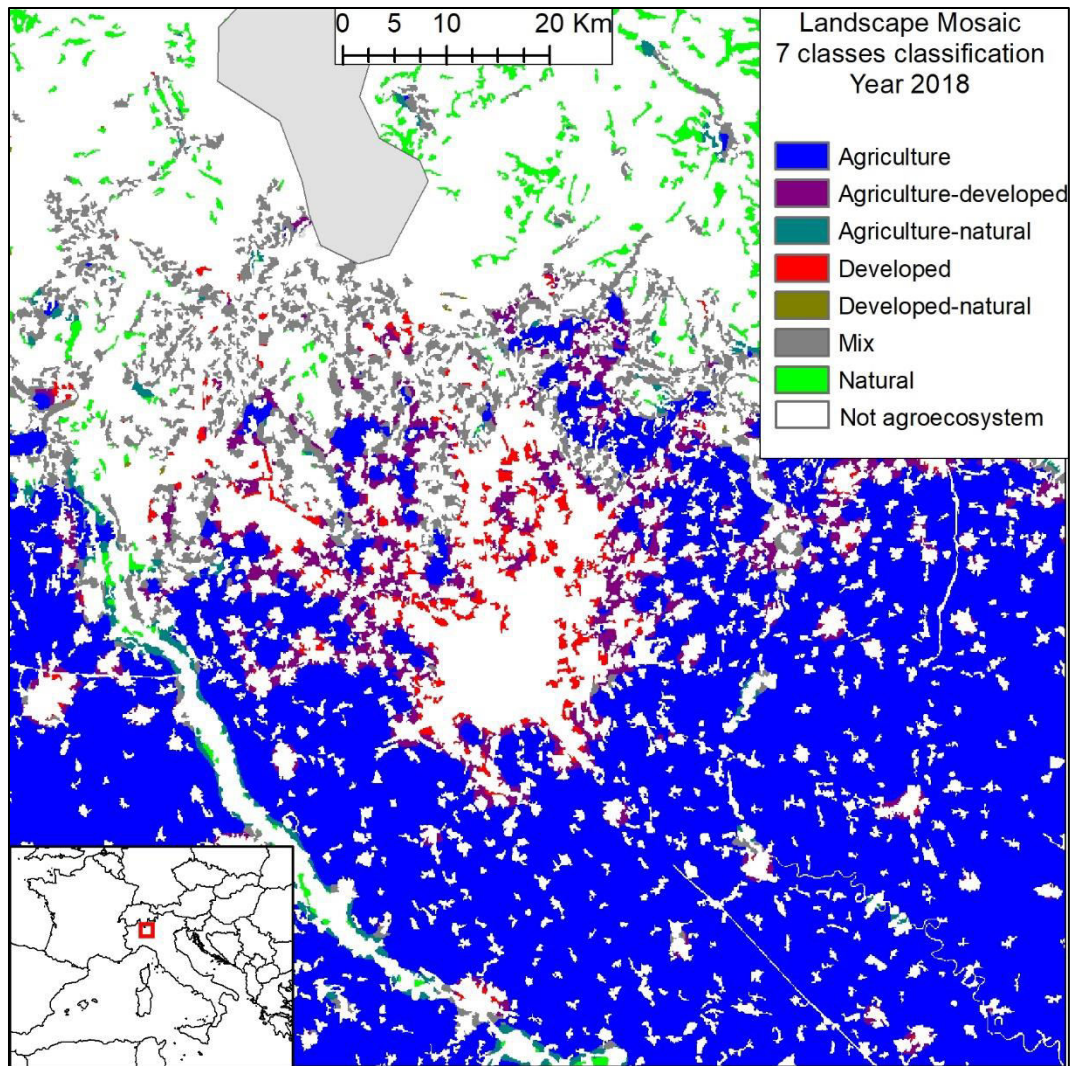 0 5 10 20 Km
Landscape Mosaic
7 classes classification
Year 2018
Agriculture
Agriculture-developed
Agriculture-natural
Developed
Developed-natural
Mix
Natural
Not agroecosystem